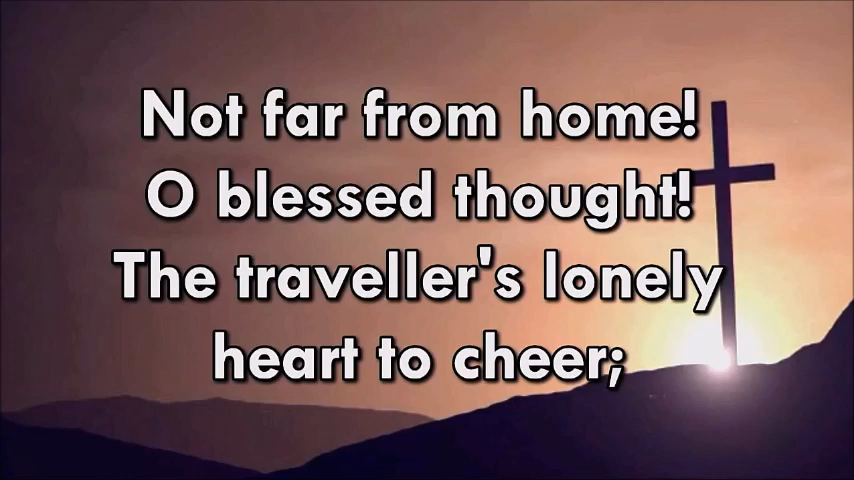 Not far from home!
O blessed thought!
The traveller's lonely
heart to cheer;